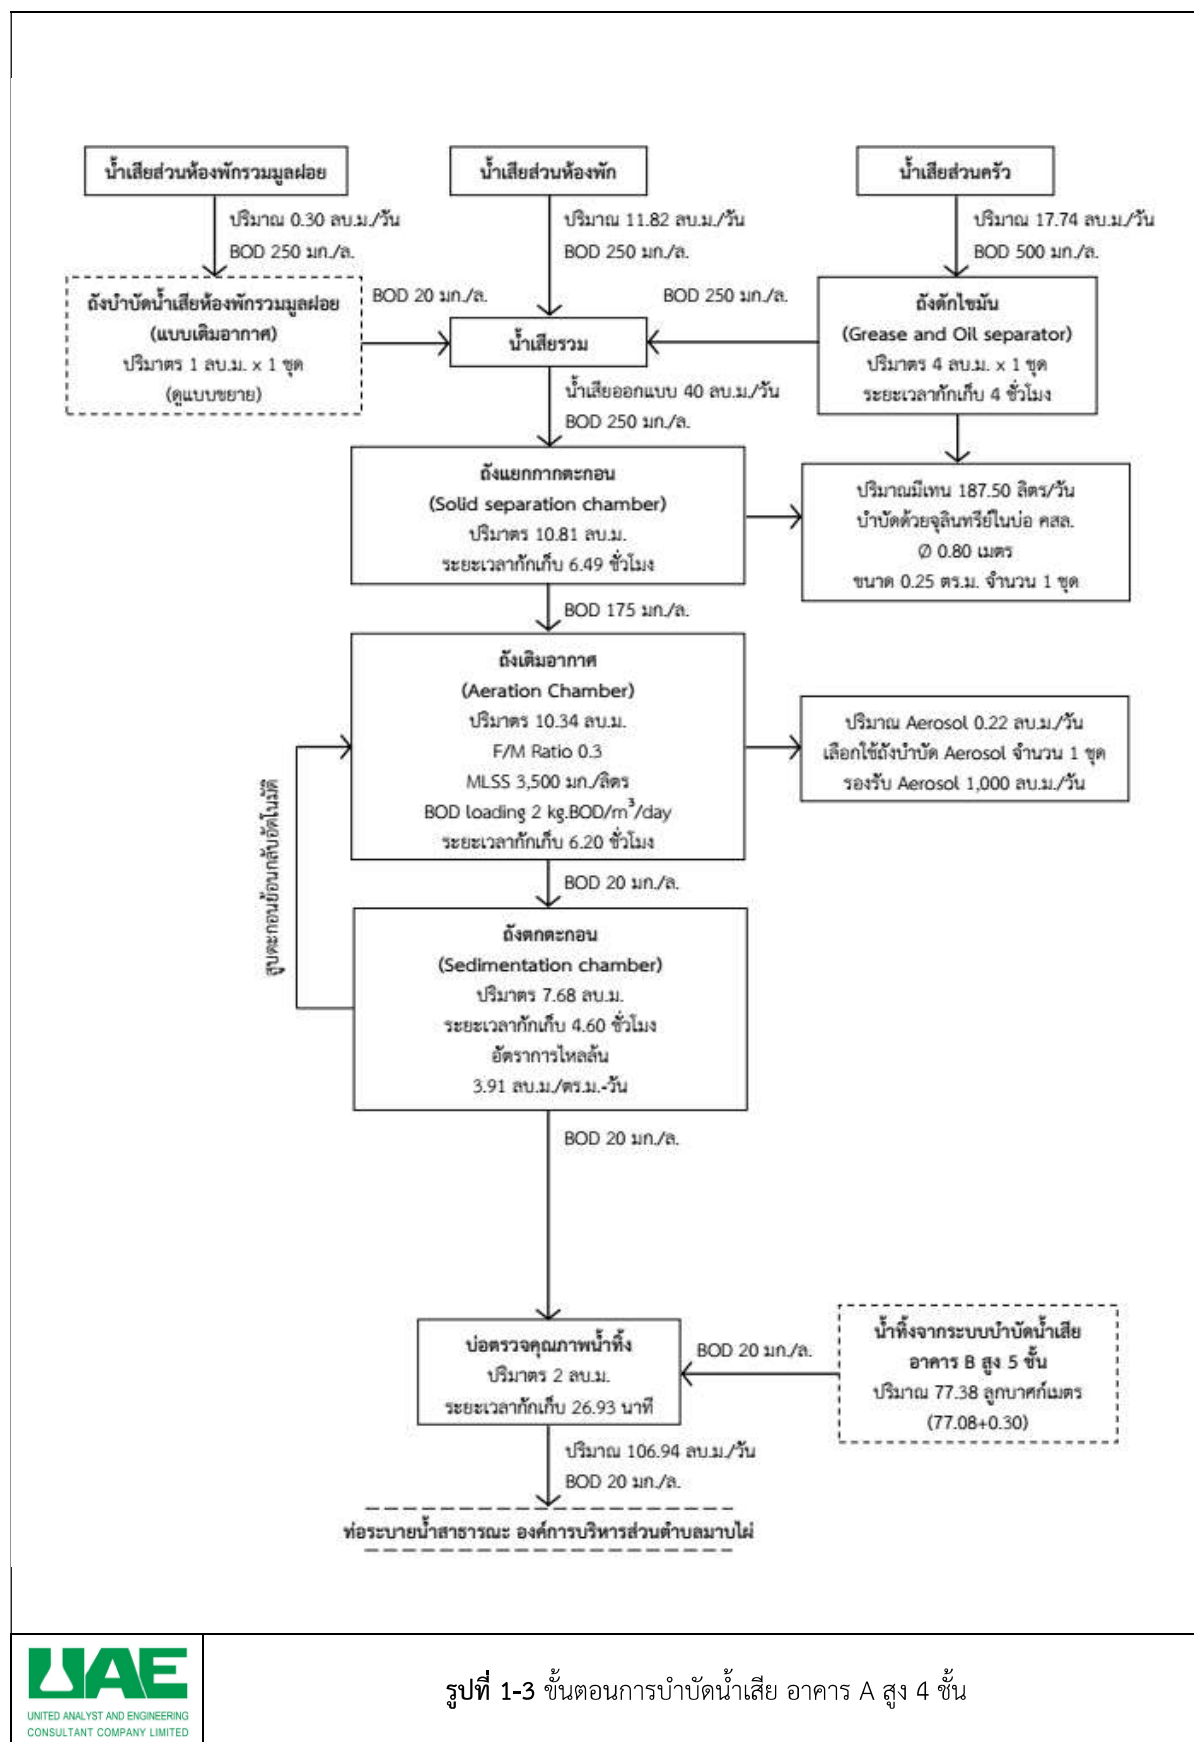 น้ำเสียส่วนห้องพักรวมมูลฝอย
ปริมาณ 0.30 ลบ.ม./วัน
BOD 250 มก./ล.
น้ำเสียส่วนห้องพัก
ปริมาณ 11.82 ลบ.ม./วัน
BOD 250 มก./ล.
น้ำเสียส่วนครัว
ปริมาณ 17.74 ลบ.ม./วัน
BOD 500 มก./ล.
ถังบำบัดน้ำเสียห้องพักรวมมูลฝอย
(แบบเติมอากาศ)
ปริมาตร 1 ลบ.ม. x 1 ชุด
(ดูแบบขยาย)
BOD 20 มก./ล.
น้ำเสียรวม
BOD 250 มก./ล.
ถังดักไขมัน
(Grease and Oil separator)
ปริมาตร 4 ลบ.ม. x 1 ชุด
ระยะเวลากักเก็บ 4 ชั่วโมง
น้ำเสียออกแบบ 40 ลบ.ม./วัน
BOD 250 มก./ล.
ถังแยกกากตะกอน
(Solid separation chamber)
ปริมาตร 10.81 ลบ.ม.
ระยะเวลากักเก็บ 6.49 ชั่วโมง
ปริมาณมีเทน 187.50 ลิตร/วัน
บำบัดด้วยจุลินทรีย์ในบ่อ คสล.
Ø 0.80 เมตร
ขนาด 0.25 ตร.ม. จำนวน 1 ชุด
BOD 175 มก./ล.
ถังเติมอากาศ
(Aeration Chamber)
ปริมาตร 10.34 ลบ.ม.
F/M Ratio 0.3
MLSS 3,500 มก./ลิตร
BOD loading 2 kg.BOD/m³/day
ระยะเวลากักเก็บ 6.20 ชั่วโมง
ปริมาณ Aerosol 0.22 ลบ.ม./วัน
เลือกใช้ถังบำบัด Aerosol จำนวน 1 ชุด
รองรับ Aerosol 1,000 ลบ.ม./วัน
สูบตะกอนย้อนกลับอัตโนมัติ
BOD 20 มก./ล.
ถังตกตะกอน
(Sedimentation chamber)
ปริมาตร 7.68 ลบ.ม.
ระยะเวลากักเก็บ 4.60 ชั่วโมง
อัตราการไหลล้น
3.91 ลบ.ม./ตร.ม.-วัน
BOD 20 มก./ล.
บ่อตรวจคุณภาพน้ำทิ้ง
ปริมาตร 2 ลบ.ม.
ระยะเวลากักเก็บ 26.93 นาที
BOD 20 มก./ล.
น้ำทิ้งจากระบบบำบัดน้ำเสีย
อาคาร B สูง 5 ชั้น
ปริมาณ 77.38 ลูกบาศก์เมตร
(77.08+0.30)
ปริมาณ 106.94 ลบ.ม./วัน
BOD 20 มก./ล.
ท่อระบายน้ำสาธารณะ องค์การบริหารส่วนตำบลมาบไผ่
UAE
UNITED ANALYST AND ENGINEERING
CONSULTANT COMPANY LIMITED
รูปที่ 1-3 ขั้นตอนการบำบัดน้ำเสีย อาคาร A สูง 4 ชั้น